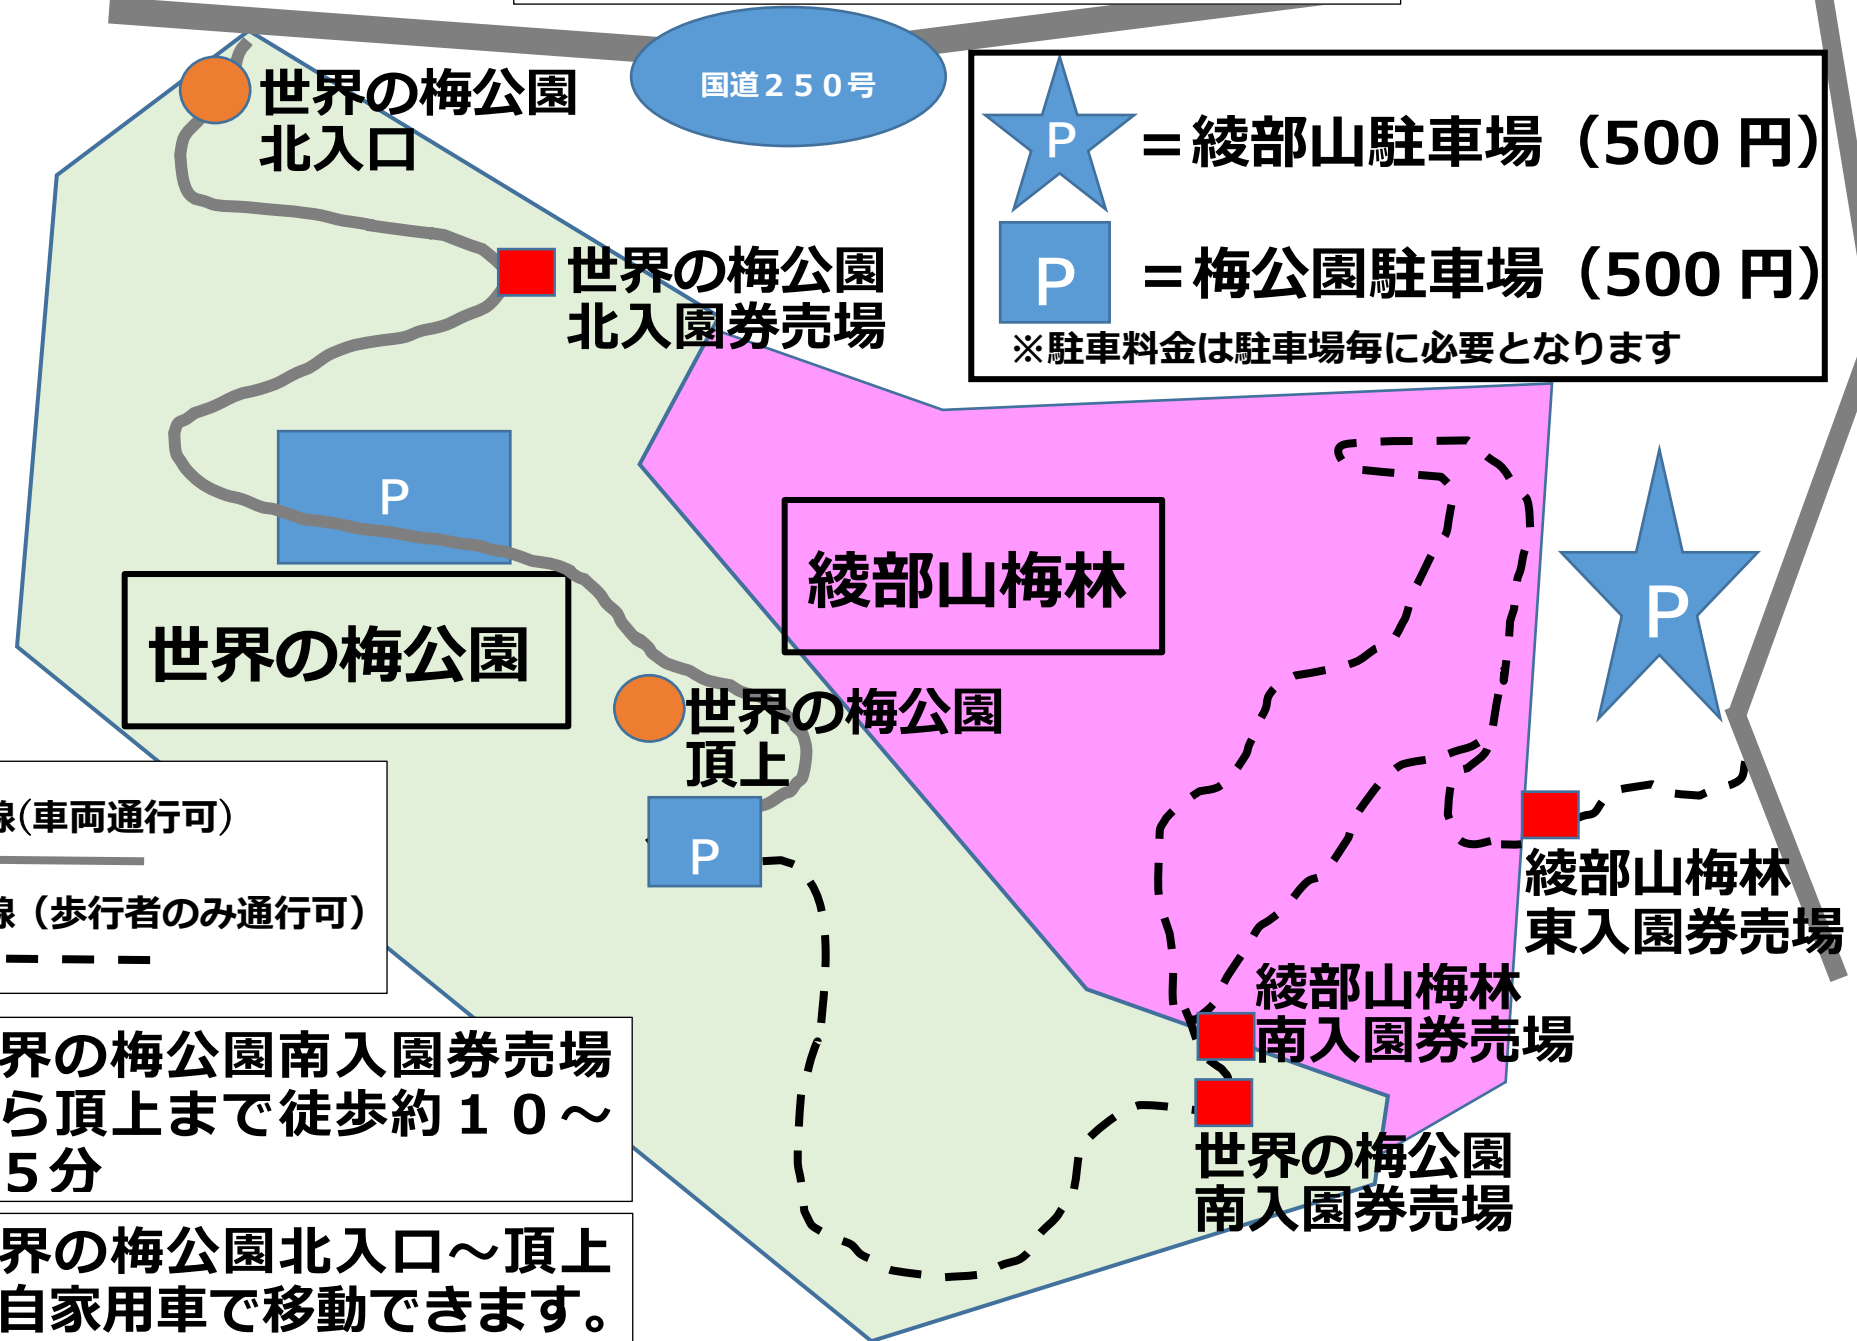 国道２５０号
世界の梅公園
北入口
P
＝綾部山駐車場（500 円）
P
＝梅公園駐車場（500 円）
※駐車料金は駐車場毎に必要となります
世界の梅公園
北入園券売場
P
綾部山梅林
世界の梅公園
P
世界の梅公園
頂上
線(車両通行可)
P
線（歩行者のみ通行可）
綾部山梅林
東入園券売場
綾部山梅林
南入園券売場
界の梅公園南入園券売場
ら頂上まで徒歩約１０～
５分
世界の梅公園
南入園券売場
界の梅公園北入口～頂上
自家用車で移動できます。